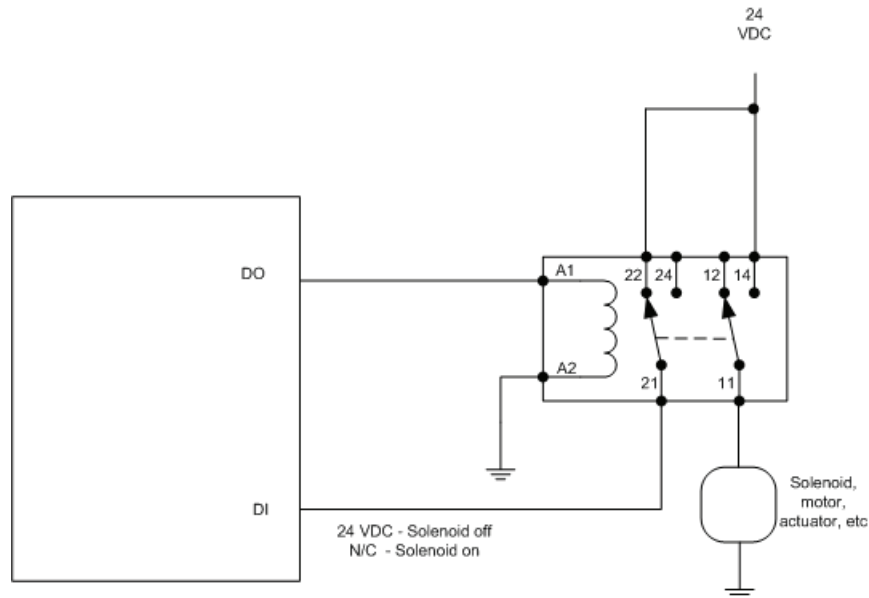 24
VDC
DO
A1
22
24
12
14
A2
21
11
DI
24 VDC - Solenoid off
N/C - Solenoid on
Solenoid,
motor,
actuator, etc